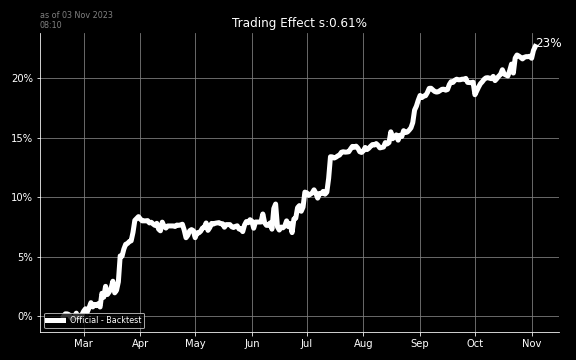 as of 03 Nov 2023
08:10
Trading Effect s:0.61%
23%
20%
15%
10%
5%
0%
Official - Backtest
Mar Apr May Jun Jul Aug Sep Oct Nov